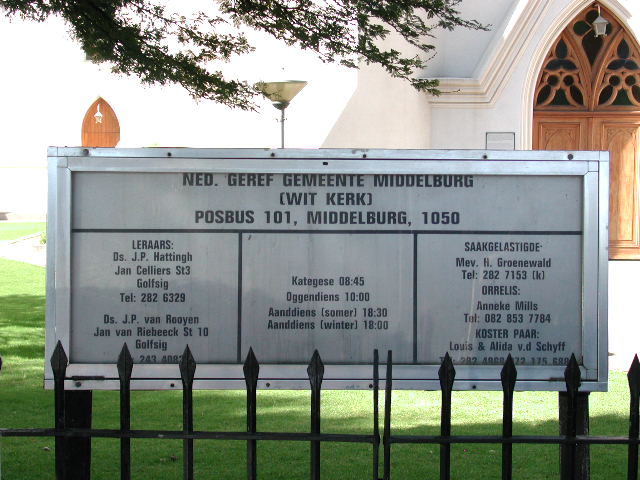 NED. GEREF GEMEENTE MIDDELBURG
(WIT KERK)
POSBUS 101, MIDDELBURG, 1050
LERAARS:
Ds. J.P. Hattingh
Jan Celliers St3
Golfsig
Tel: 282 6329
Ds. J.P. van Rooyen
Jan van Riebeeck St 10
Golfsig
243 4082
Kategese 08:45
Oggendiens 10:00
Aanddiens (somer) 18:30
Aanddiens (winter) 18:00
SAAKGELASTIGDE:
Mev. H. Groenewald
Tel: 282 7153 (k)
ORRELIS:
Anneke Mills
Tel: 082 853 7784
KOSTER PAAR:
Louis & Alida v.d Schyff